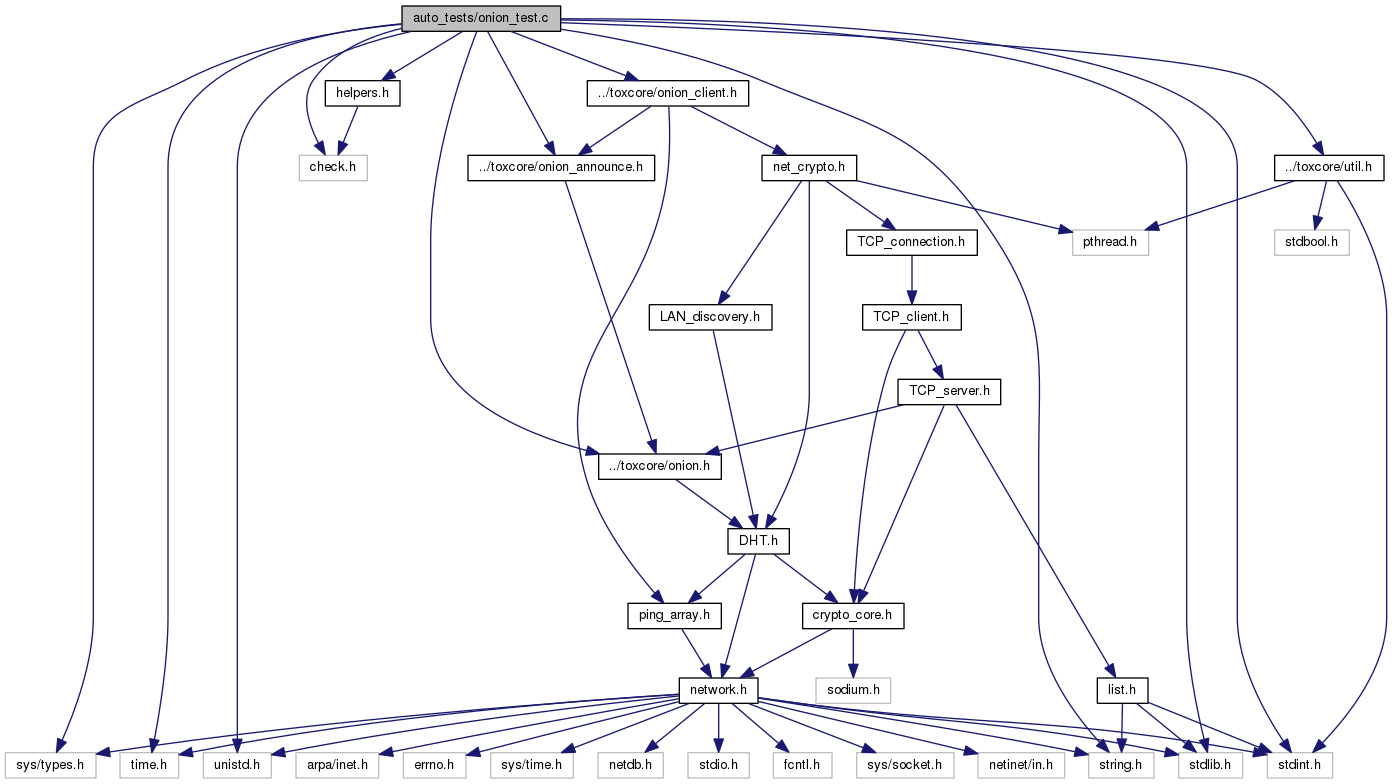 auto_tests/onion_test.c
helpers.h
../toxcore/onion_client.h
check.h
../toxcore/onion_announce.h
net_crypto.h
../toxcore/util.h
TCP_connection.h
pthread.h
stdbool.h
LAN_discovery.h
TCP_client.h
TCP_server.h
../toxcore/onion.h
DHT.h
ping_array.h
crypto_core.h
network.h
sodium.h
list.h
sys/types.h
time.h
unistd.h
arpa/inet.h
errno.h
sys/time.h
netdb.h
stdio.h
fcntl.h
sys/socket.h
netinet/in.h
string.h
stdlib.h
stdint.h